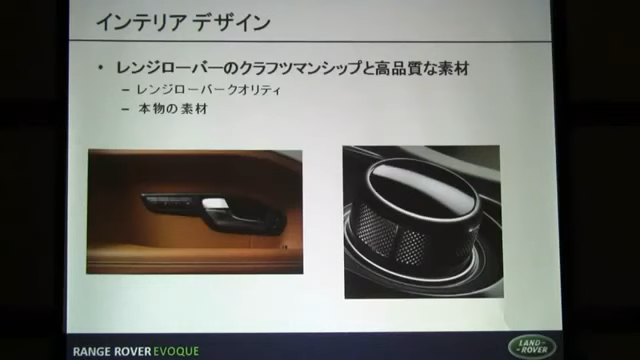 インテリア デザイン
• レンジローバーのクラフツマンシップと高品質な素材
– レンジローバークオリティ
– 本物の素材
RANGE ROVER EVOQUE
LAND-ROVER